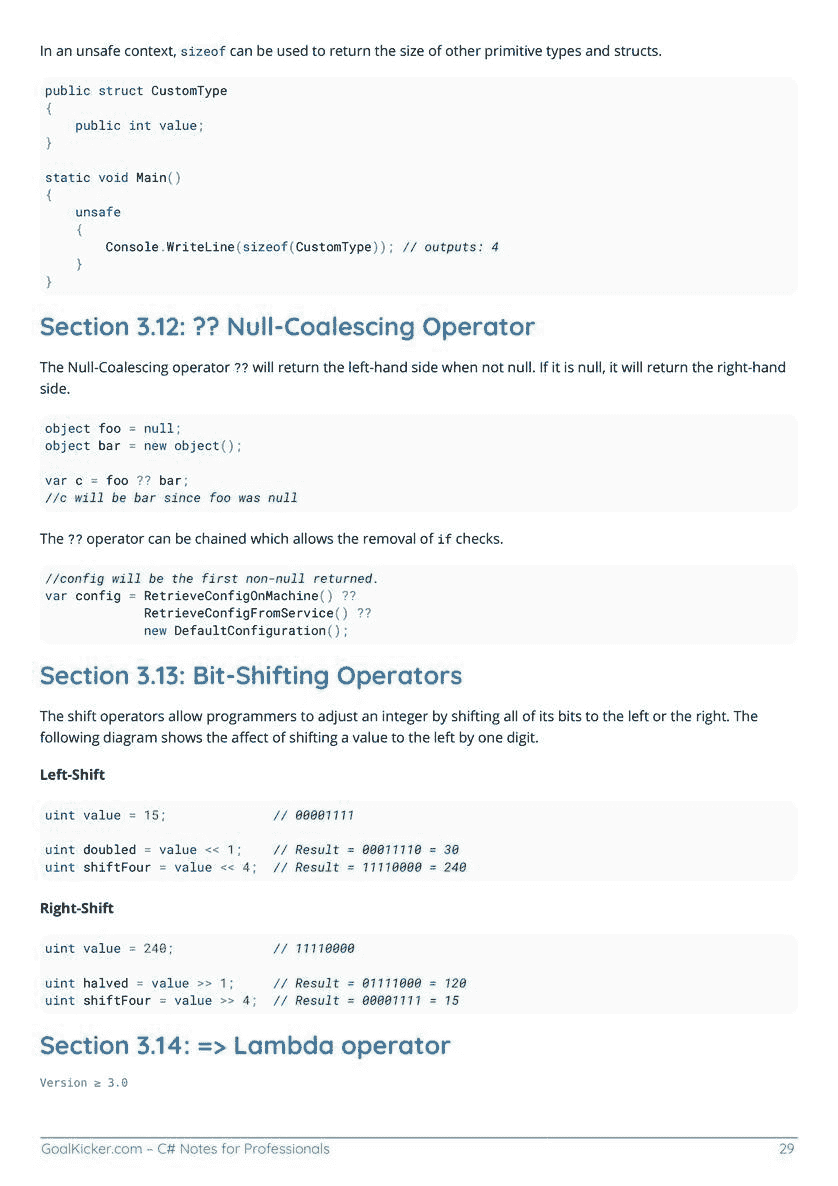 In an unsafe context, sizeof can be used to return the size of other primitive types and structs.
public struct CustomType
{
    public int value;
}
static void Main()
{
    unsafe
    {
        Console.WriteLine(sizeof(CustomType)); // outputs: 4
    }
}
Section 3.12: ?? Null-Coalescing Operator
The Null-Coalescing operator ?? will return the left-hand side when not null. If it is null, it will return the right-hand
side.
object foo = null;
object bar = new object();
var c = foo ?? bar;
//c will be bar since foo was null
The ?? operator can be chained which allows the removal of if checks.
//config will be the first non-null returned.
var config = RetrieveConfigOnMachine() ??
             RetrieveConfigFromService() ??
             new DefaultConfiguration();
Section 3.13: Bit-Shifting Operators
The shift operators allow programmers to adjust an integer by shifting all of its bits to the left or the right. The
following diagram shows the affect of shifting a value to the left by one digit.
Left-Shift
uint value = 15;              // 00001111
uint doubled = value << 1;    // Result = 00011110 = 30
uint shiftFour = value << 4;  // Result = 11110000 = 240
Right-Shift
uint value = 240;             // 11110000
uint halved = value >> 1;     // Result = 01111000 = 120
uint shiftFour = value >> 4;  // Result = 00001111 = 15
Section 3.14: => Lambda operator
Version ≥ 3.0
GoalKicker.com – C# Notes for Professionals 29